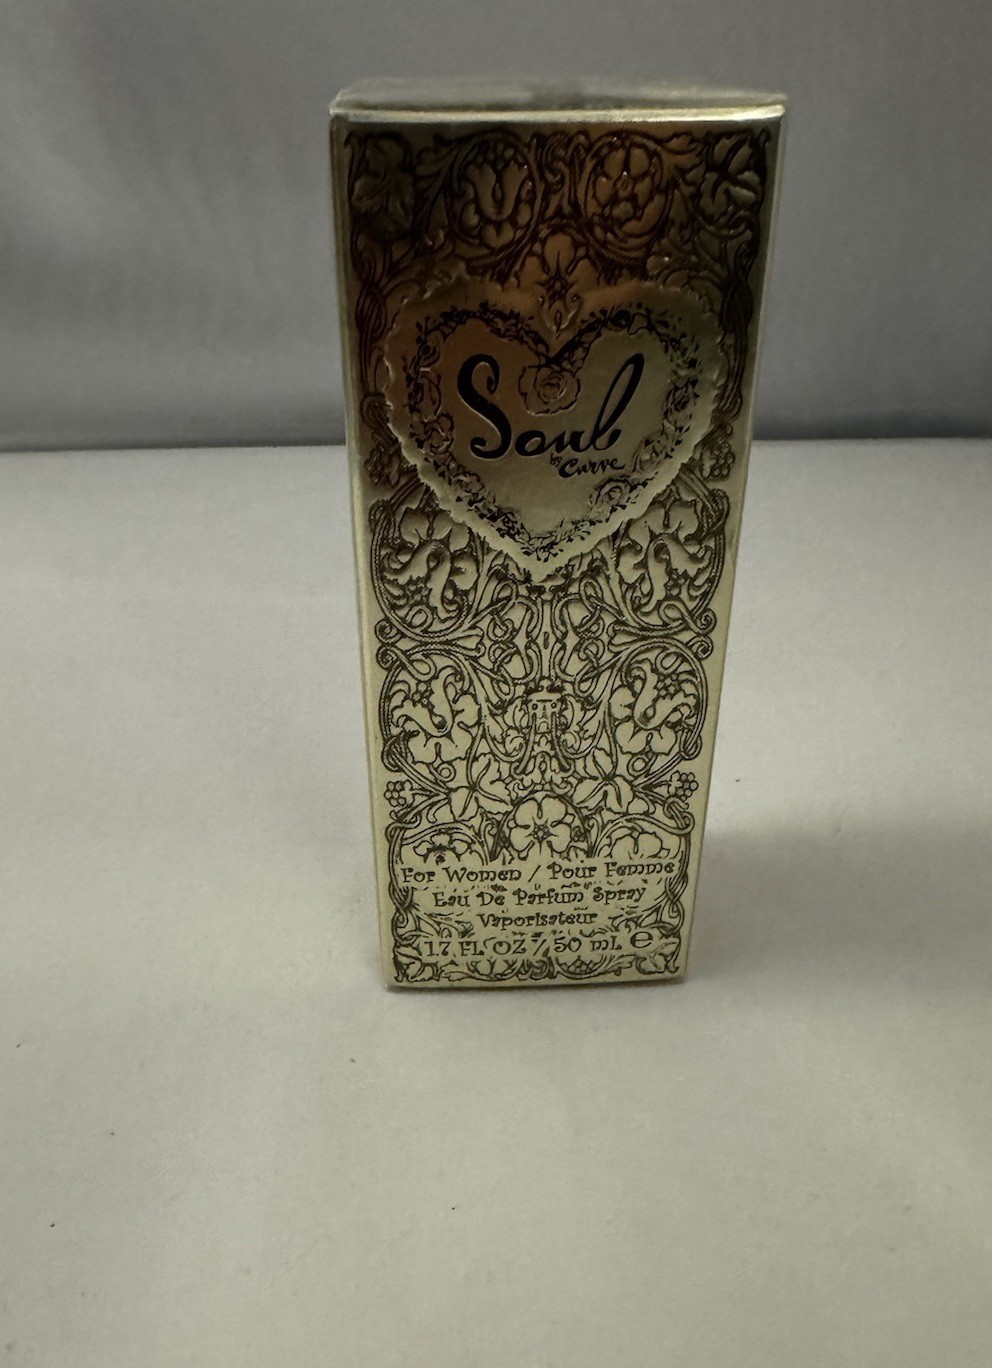 Soul
by Curve
For Women / Pour Femme
Eau De Parfum Spray
Vaporisateur
1.7 FL OZ / 50 mL ℮